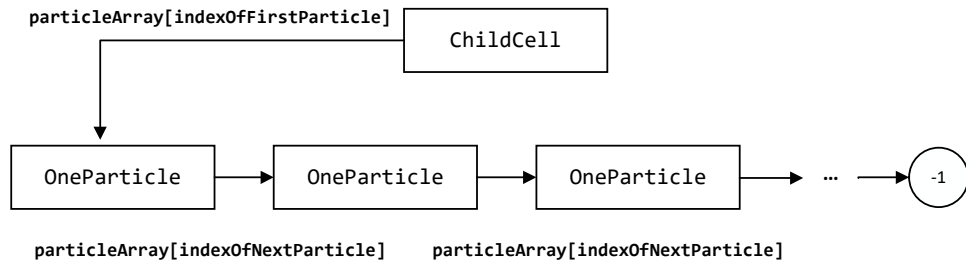 particleArray[indexOfFirstParticle]
ChildCell
OneParticle OneParticle OneParticle ... -1
particleArray[indexOfNextParticle] particleArray[indexOfNextParticle]